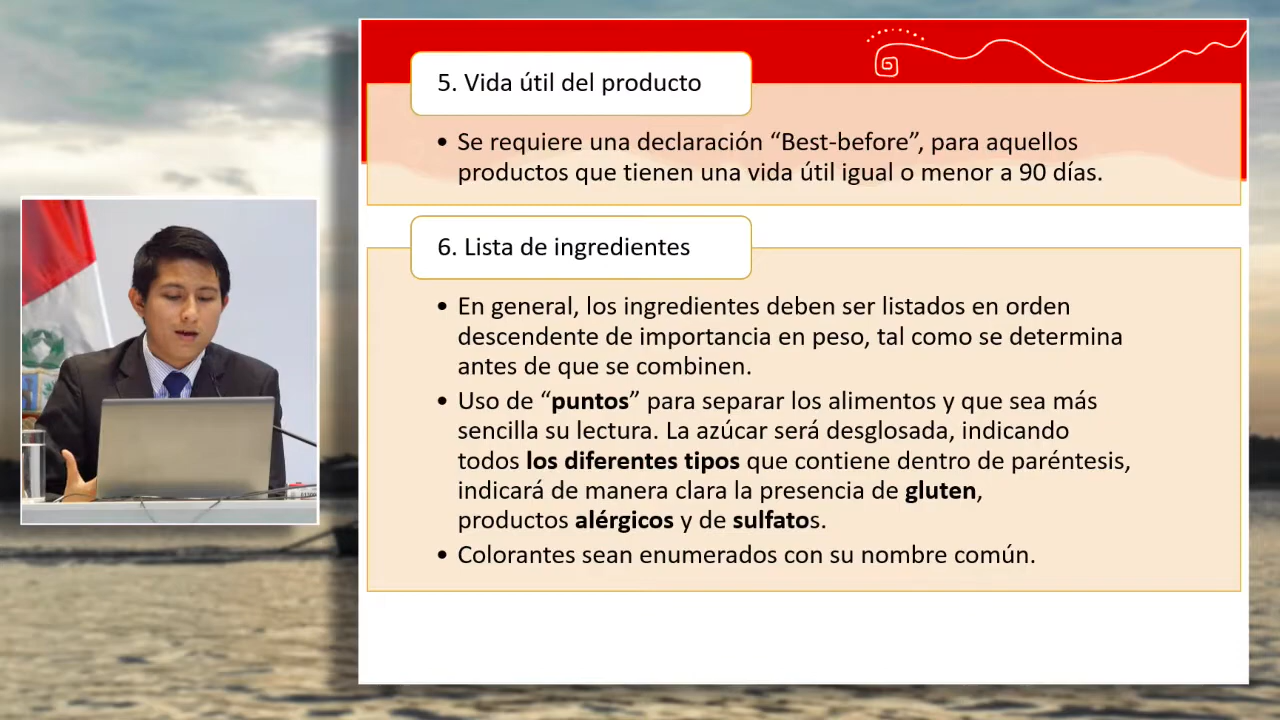 5. Vida útil del producto
• Se requiere una declaración “Best-before”, para aquellos
productos que tienen una vida útil igual o menor a 90 días.
6. Lista de ingredientes
• En general, los ingredientes deben ser listados en orden
descendente de importancia en peso, tal como se determina
antes de que se combinen.
• Uso de “puntos” para separar los alimentos y que sea más
sencilla su lectura. La azúcar será desglosada, indicando
todos los diferentes tipos que contiene dentro de paréntesis,
indicará de manera clara la presencia de gluten,
productos alérgicos y de sulfatos.
• Colorantes sean enumerados con su nombre común.